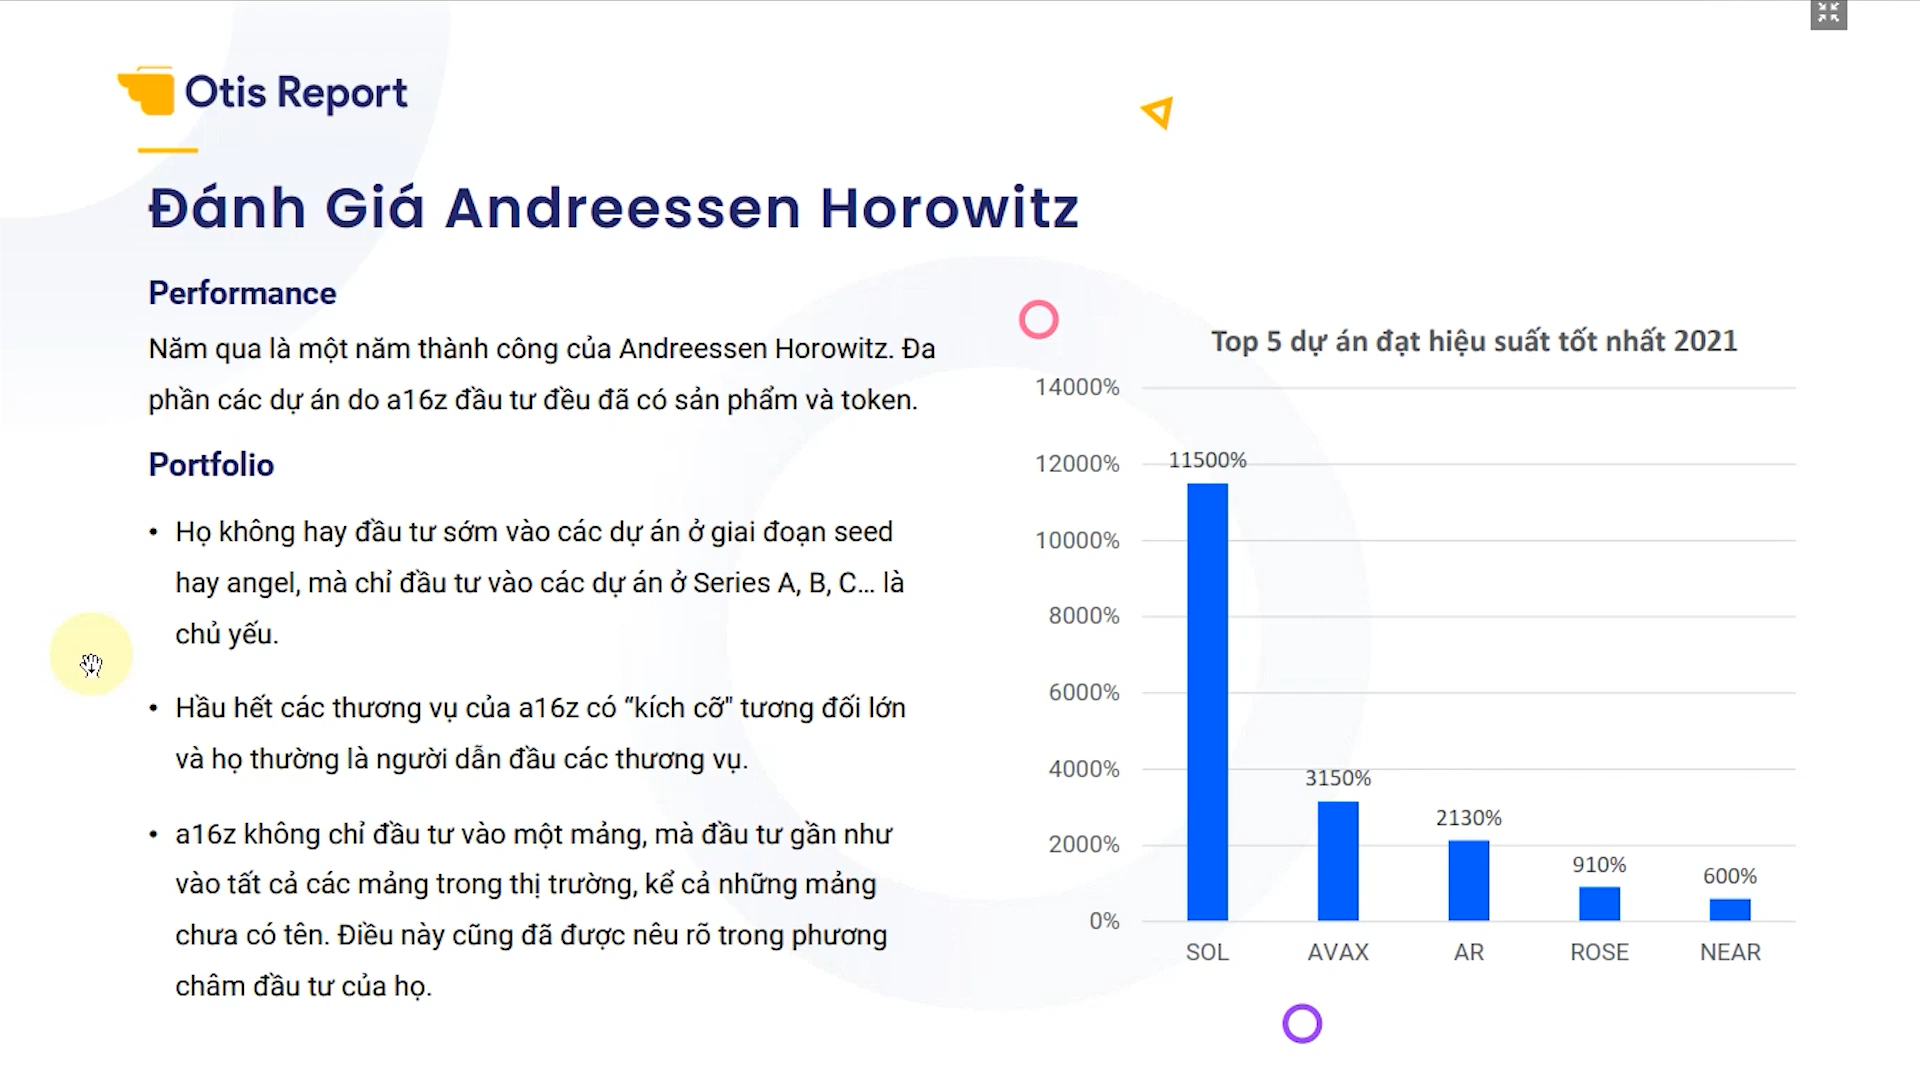 Otis Report
Đánh Giá Andreessen Horowitz
Performance
Năm qua là một năm thành công của Andreessen Horowitz. Đa
phần các dự án do a16z đầu tư đều đã có sản phẩm và token.
Portfolio
• Họ không hay đầu tư sớm vào các dự án ở giai đoạn seed
hay angel, mà chỉ đầu tư vào các dự án ở Series A, B, C... là
chủ yếu.
• Hầu hết các thương vụ của a16z có “kích cỡ" tương đối lớn
và họ thường là người dẫn đầu các thương vụ.
• a16z không chỉ đầu tư vào một mảng, mà đầu tư gần như
vào tất cả các mảng trong thị trường, kể cả những mảng
chưa có tên. Điều này cũng đã được nêu rõ trong phương
châm đầu tư của họ.
Top 5 dự án đạt hiệu suất tốt nhất 2021
14000%
12000%
10000%
8000%
6000%
4000%
2000%
0%
11500%
3150%
2130%
910%
600%
SOL
AVAX
AR
ROSE
NEAR